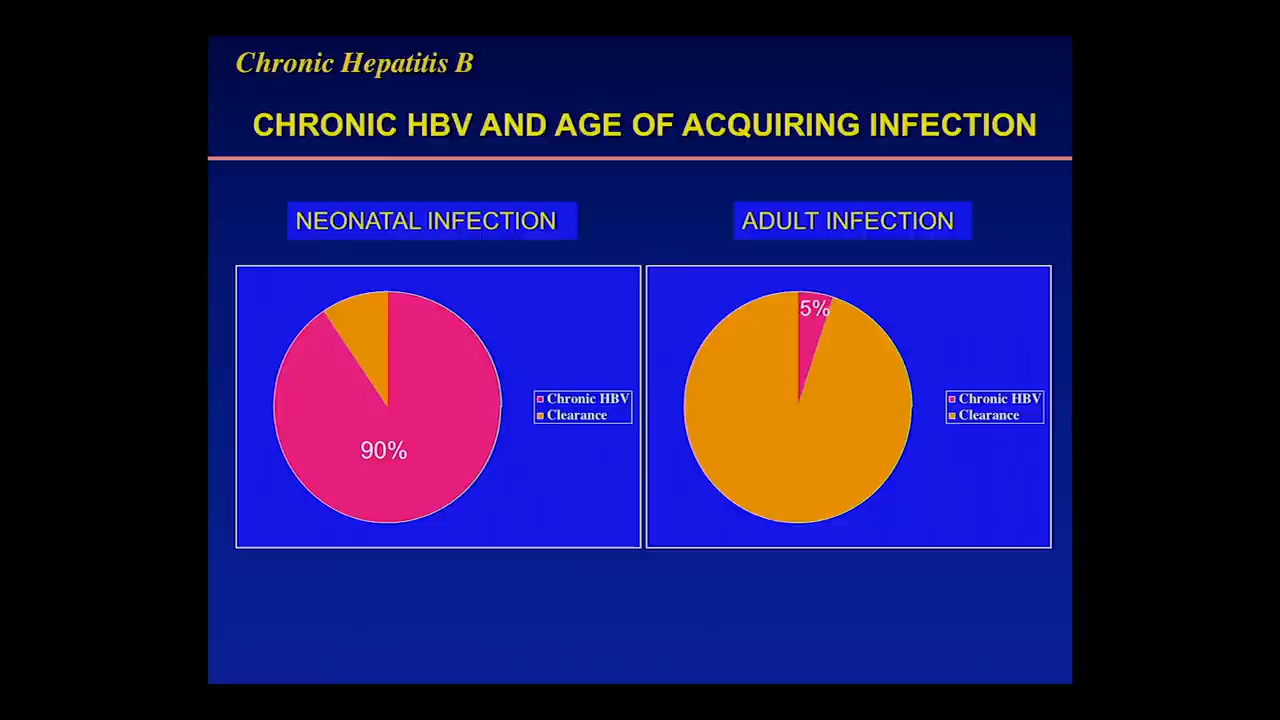 Chronic Hepatitis B
CHRONIC HBV AND AGE OF ACQUIRING INFECTION
NEONATAL INFECTION
90%
Chronic HBV
Clearance
ADULT INFECTION
5%
Chronic HBV
Clearance